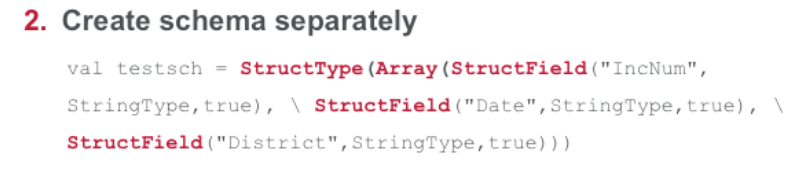 2. Create schema separately
val testsch = StructType(Array(StructField("IncNum",
StringType,true), \ StructField("Date",StringType,true), \
StructField("District",StringType,true)))